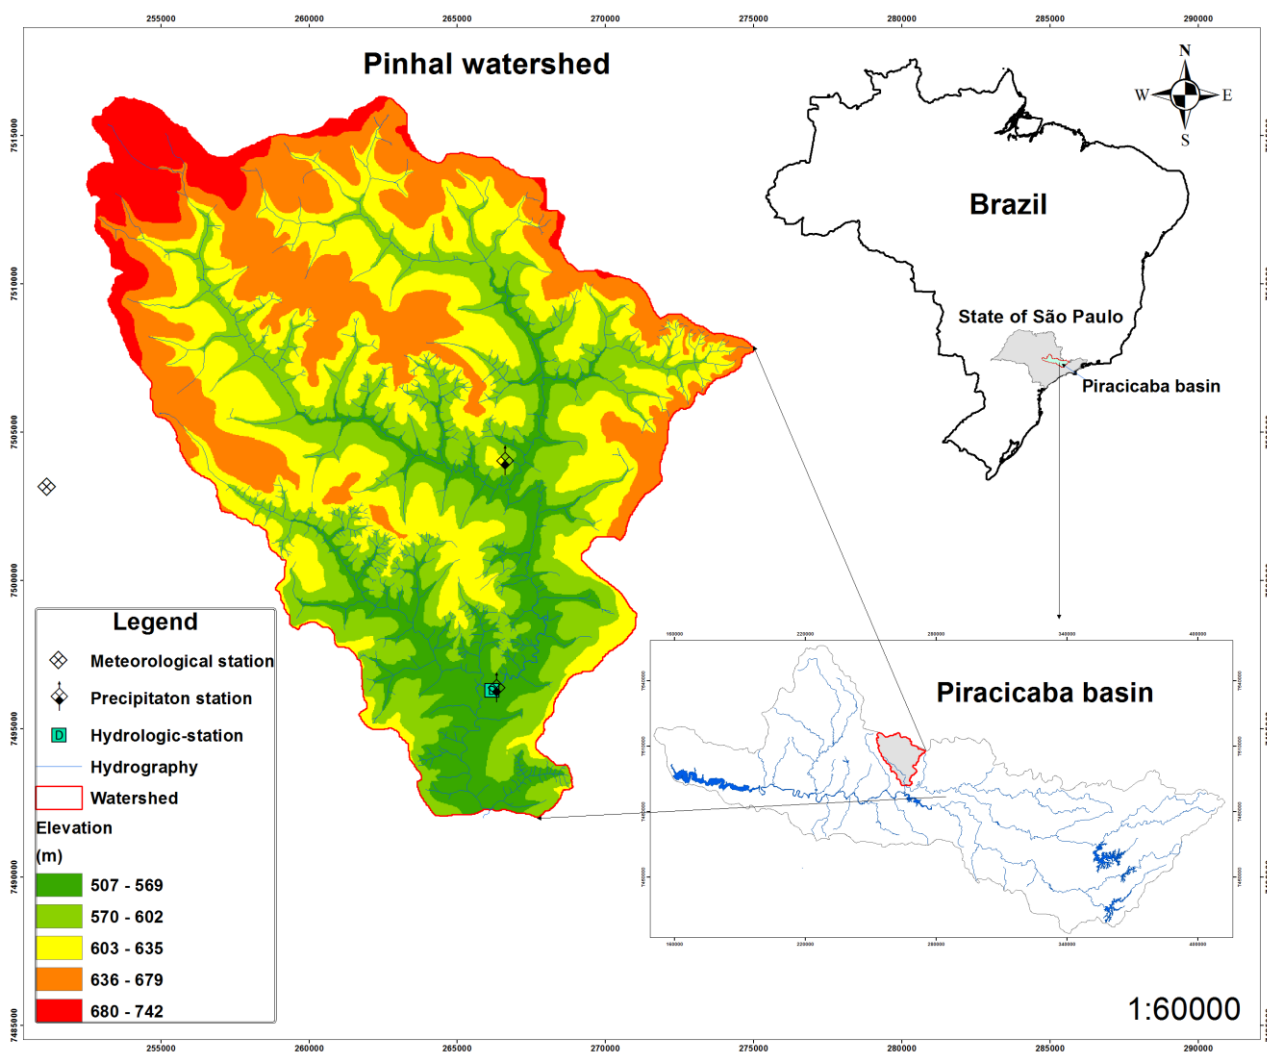 255000 260000 265000 270000 275000 280000 285000 290000
Pinhal watershed
N
W E
S
7515000
Brazil
7510000
State of São Paulo
Piracicaba basin
7500000
Legend
Meteorological station
Precipitaton station
D
Hydrologic-station
Hydrography
Watershed
Elevation
(m)
507 - 569
570 - 602
603 - 635
636 - 679
680 - 742
7495000
7490000
7485000
D
220000
Piracicaba basin
220000
1:60000
255000 260000 265000 270000 275000 280000 285000 290000